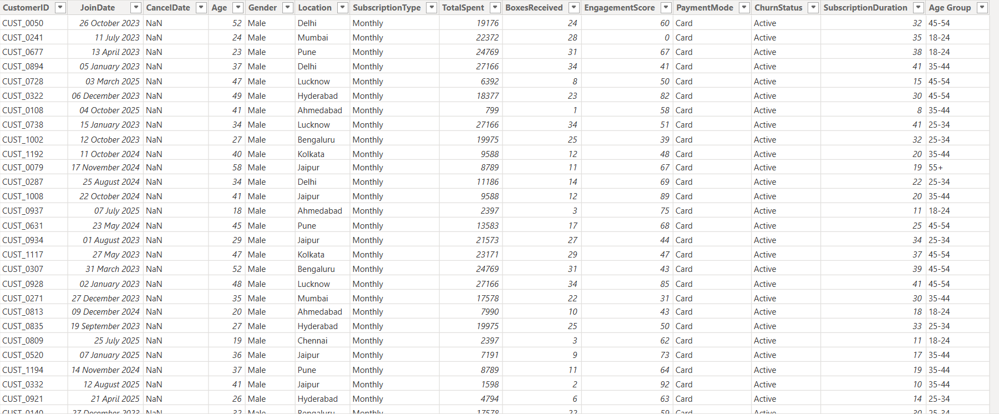 CustomerID JoinDate CancelDate Age Gender Location SubscriptionType TotalSpent BoxesReceived EngagementScore PaymentMode ChurnStatus SubscriptionDuration Age Group
CUST_0050 26 October 2023 NaN 52 Male Delhi Monthly 19176 24 60 Card Active 32 45-54
CUST_0241 11 July 2023 NaN 24 Male Mumbai Monthly 22372 28 0 Card Active 35 18-24
CUST_0677 13 April 2023 NaN 23 Male Pune Monthly 24769 31 67 Card Active 38 18-24
CUST_0894 05 January 2023 NaN 37 Male Delhi Monthly 27166 34 41 Card Active 41 35-44
CUST_0728 03 March 2025 NaN 47 Male Lucknow Monthly 6392 8 50 Card Active 15 45-54
CUST_0322 06 December 2023 NaN 49 Male Hyderabad Monthly 18377 23 82 Card Active 30 45-54
CUST_0108 04 October 2025 NaN 41 Male Ahmedabad Monthly 799 1 58 Card Active 8 35-44
CUST_0738 15 January 2023 NaN 34 Male Lucknow Monthly 27166 34 51 Card Active 41 25-34
CUST_1002 12 October 2023 NaN 27 Male Bengaluru Monthly 19975 25 39 Card Active 32 25-34
CUST_1192 11 October 2024 NaN 40 Male Kolkata Monthly 9588 12 48 Card Active 20 35-44
CUST_0079 17 November 2024 NaN 58 Male Jaipur Monthly 8789 11 67 Card Active 19 55+
CUST_0287 25 August 2024 NaN 34 Male Delhi Monthly 11186 14 69 Card Active 22 25-34
CUST_1008 22 October 2024 NaN 41 Male Jaipur Monthly 9588 12 89 Card Active 20 35-44
CUST_0937 07 July 2025 NaN 18 Male Ahmedabad Monthly 2397 3 75 Card Active 11 18-24
CUST_0631 23 May 2024 NaN 45 Male Pune Monthly 13583 17 68 Card Active 25 45-54
CUST_0934 01 August 2023 NaN 29 Male Jaipur Monthly 21573 27 44 Card Active 34 25-34
CUST_1117 27 May 2023 NaN 47 Male Kolkata Monthly 23171 29 47 Card Active 37 45-54
CUST_0307 31 March 2023 NaN 52 Male Bengaluru Monthly 24769 31 43 Card Active 39 45-54
CUST_0928 02 January 2023 NaN 48 Male Lucknow Monthly 27166 34 85 Card Active 41 45-54
CUST_0271 27 December 2023 NaN 35 Male Mumbai Monthly 17578 22 31 Card Active 30 35-44
CUST_0813 09 December 2024 NaN 20 Male Ahmedabad Monthly 7990 10 43 Card Active 18 18-24
CUST_0835 19 September 2023 NaN 27 Male Hyderabad Monthly 19975 25 50 Card Active 33 25-34
CUST_0809 25 July 2025 NaN 19 Male Chennai Monthly 2397 3 62 Card Active 11 18-24
CUST_0520 07 January 2025 NaN 36 Male Jaipur Monthly 7191 9 73 Card Active 17 35-44
CUST_1194 14 November 2024 NaN 37 Male Pune Monthly 8789 11 64 Card Active 19 35-44
CUST_0332 12 August 2025 NaN 41 Male Jaipur Monthly 1598 2 92 Card Active 10 35-44
CUST_0921 21 April 2025 NaN 26 Male Hyderabad Monthly 4794 6 63 Card Active 14 25-34
CUST_0140 27 December 2023 NaN 32 Male Bengaluru Monthly 17578 22 59 Card Active 30 25-34